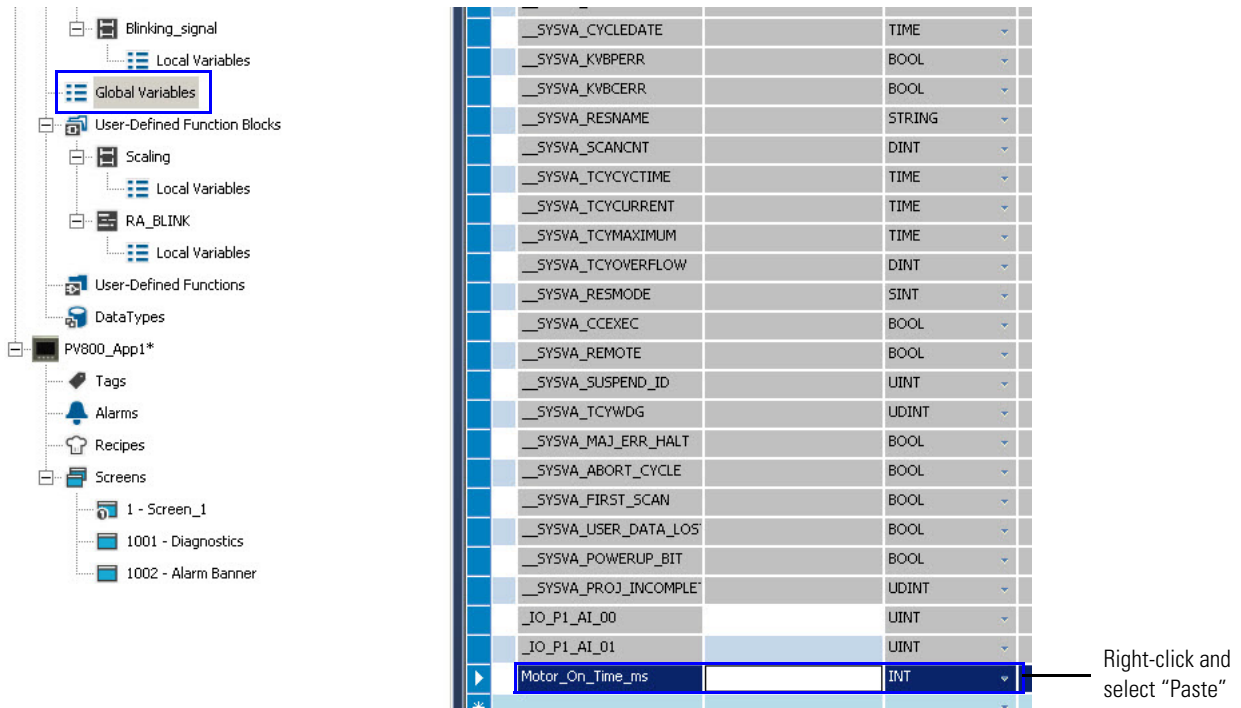 Blinking_signal
Local Variables
Global Variables
User-Defined Function Blocks
Scaling
Local Variables
RA_BLINK
Local Variables
User-Defined Functions
DataTypes
PV800_App1*
Tags
Alarms
Recipes
Screens
1 - Screen_1
1001 - Diagnostics
1002 - Alarm Banner
__SYSVA_CYCLEDATE TIME
__SYSVA_KVBPERR BOOL
__SYSVA_KVBCERR BOOL
__SYSVA_RESNAME STRING
__SYSVA_SCANCNT DINT
__SYSVA_TCYCYCTIME TIME
__SYSVA_TCYCURRENT TIME
__SYSVA_TCYMAXIMUM TIME
__SYSVA_TCYOVERFLOW DINT
__SYSVA_RESMODE SINT
__SYSVA_CCEXEC BOOL
__SYSVA_REMOTE BOOL
__SYSVA_SUSPEND_ID UINT
__SYSVA_TCYWDG UDINT
__SYSVA_MAJ_ERR_HALT BOOL
__SYSVA_ABORT_CYCLE BOOL
__SYSVA_FIRST_SCAN BOOL
__SYSVA_USER_DATA_LOS BOOL
__SYSVA_POWERUP_BIT BOOL
__SYSVA_PROJ_INCOMPLE UDINT
_IO_P1_AI_00 UINT
_IO_P1_AI_01 UINT
Motor_On_Time_ms INT
Right-click and
select “Paste”